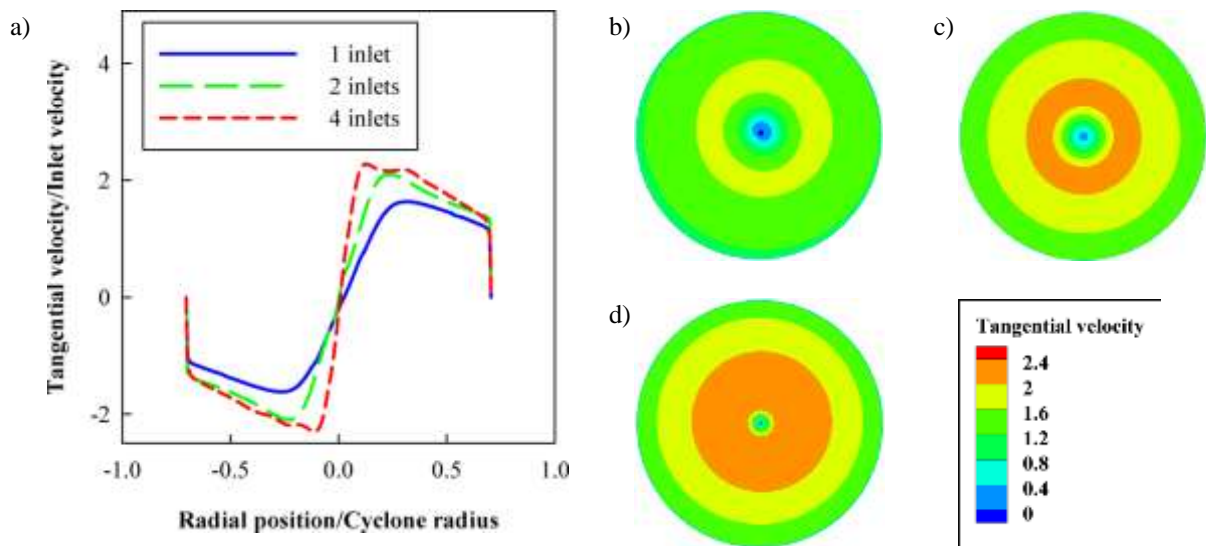 a)
Tangential velocity/Inlet velocity
1 inlet
2 inlets
4 inlets
4
2
0
-2
-1.0 -0.5 0.0 0.5 1.0
Radial position/Cyclone radius
b)
c)
d)
Tangential velocity
2.4
2
1.6
1.2
0.8
0.4
0